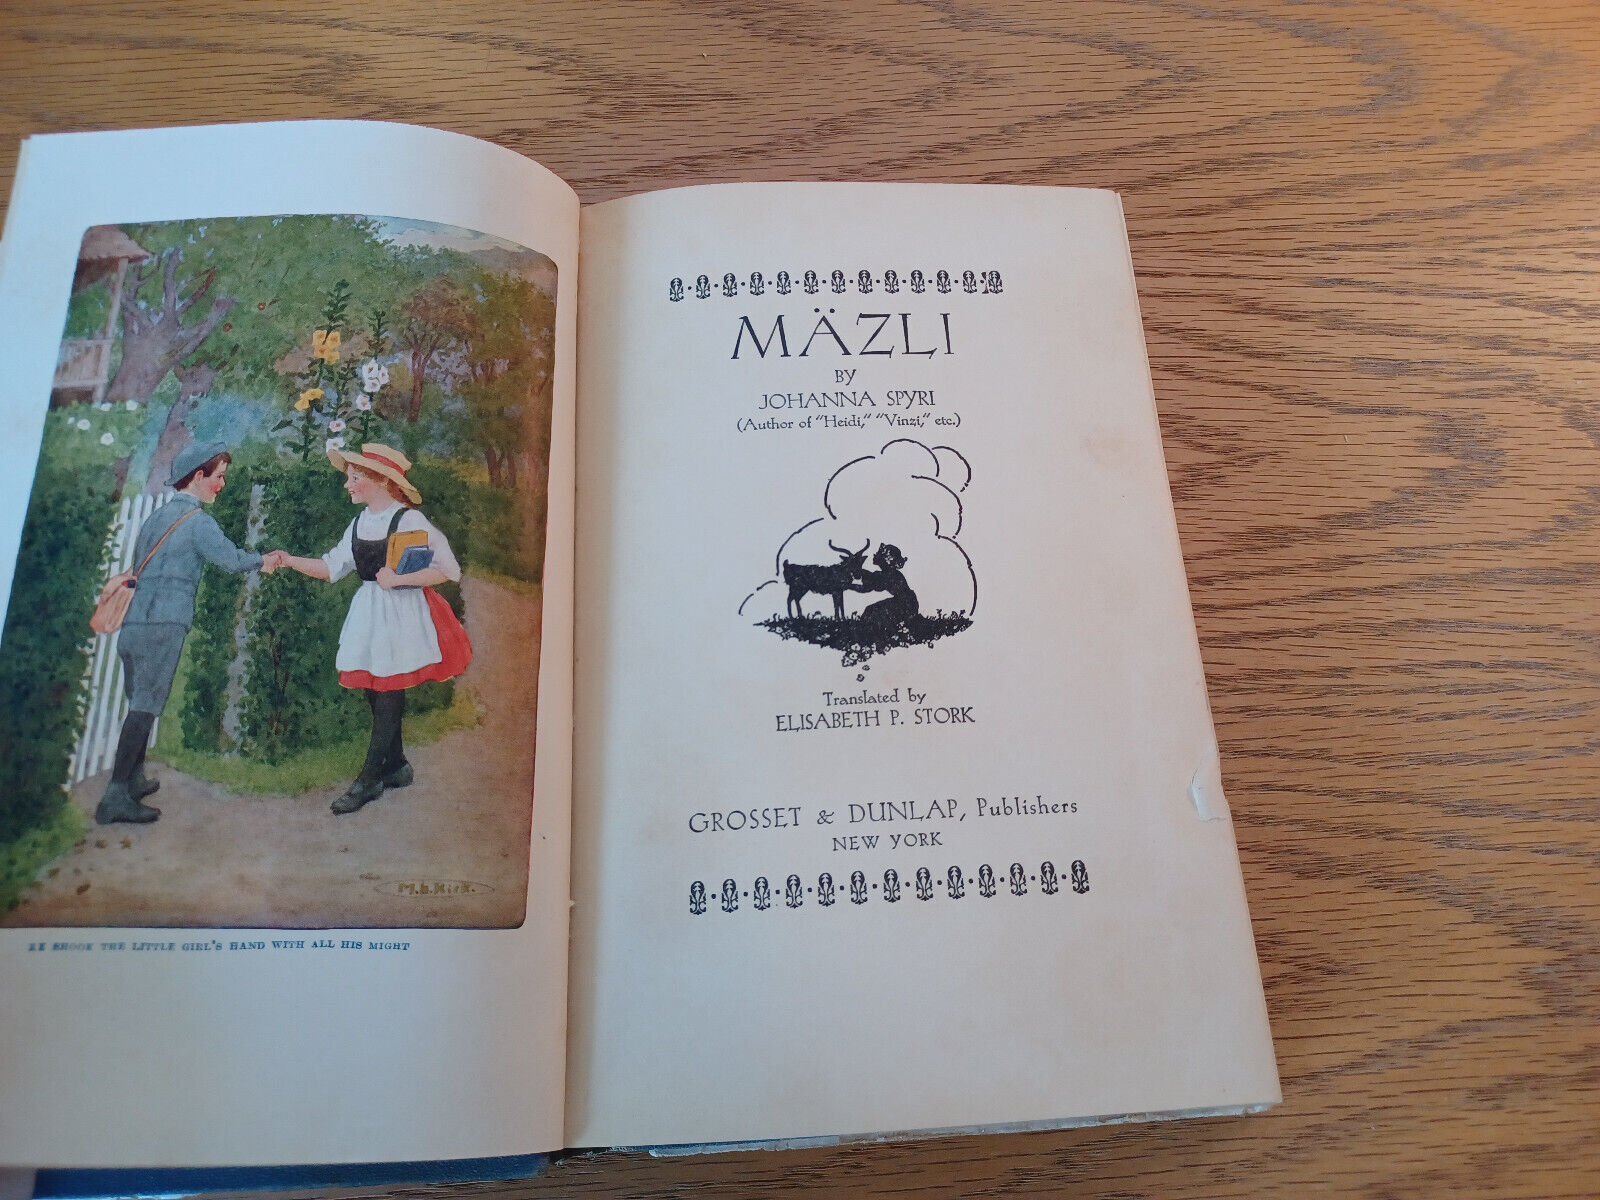 M.L.Kirk.
HE SHOOK THE LITTLE GIRL'S HAND WITH ALL HIS MIGHT
MÄZLI
BY
JOHANNA SPYRI
(Author of "Heidi," "Vinzi," etc.)
Translated by
ELISABETH P. STORK
GROSSET & DUNLAP, Publishers
NEW YORK